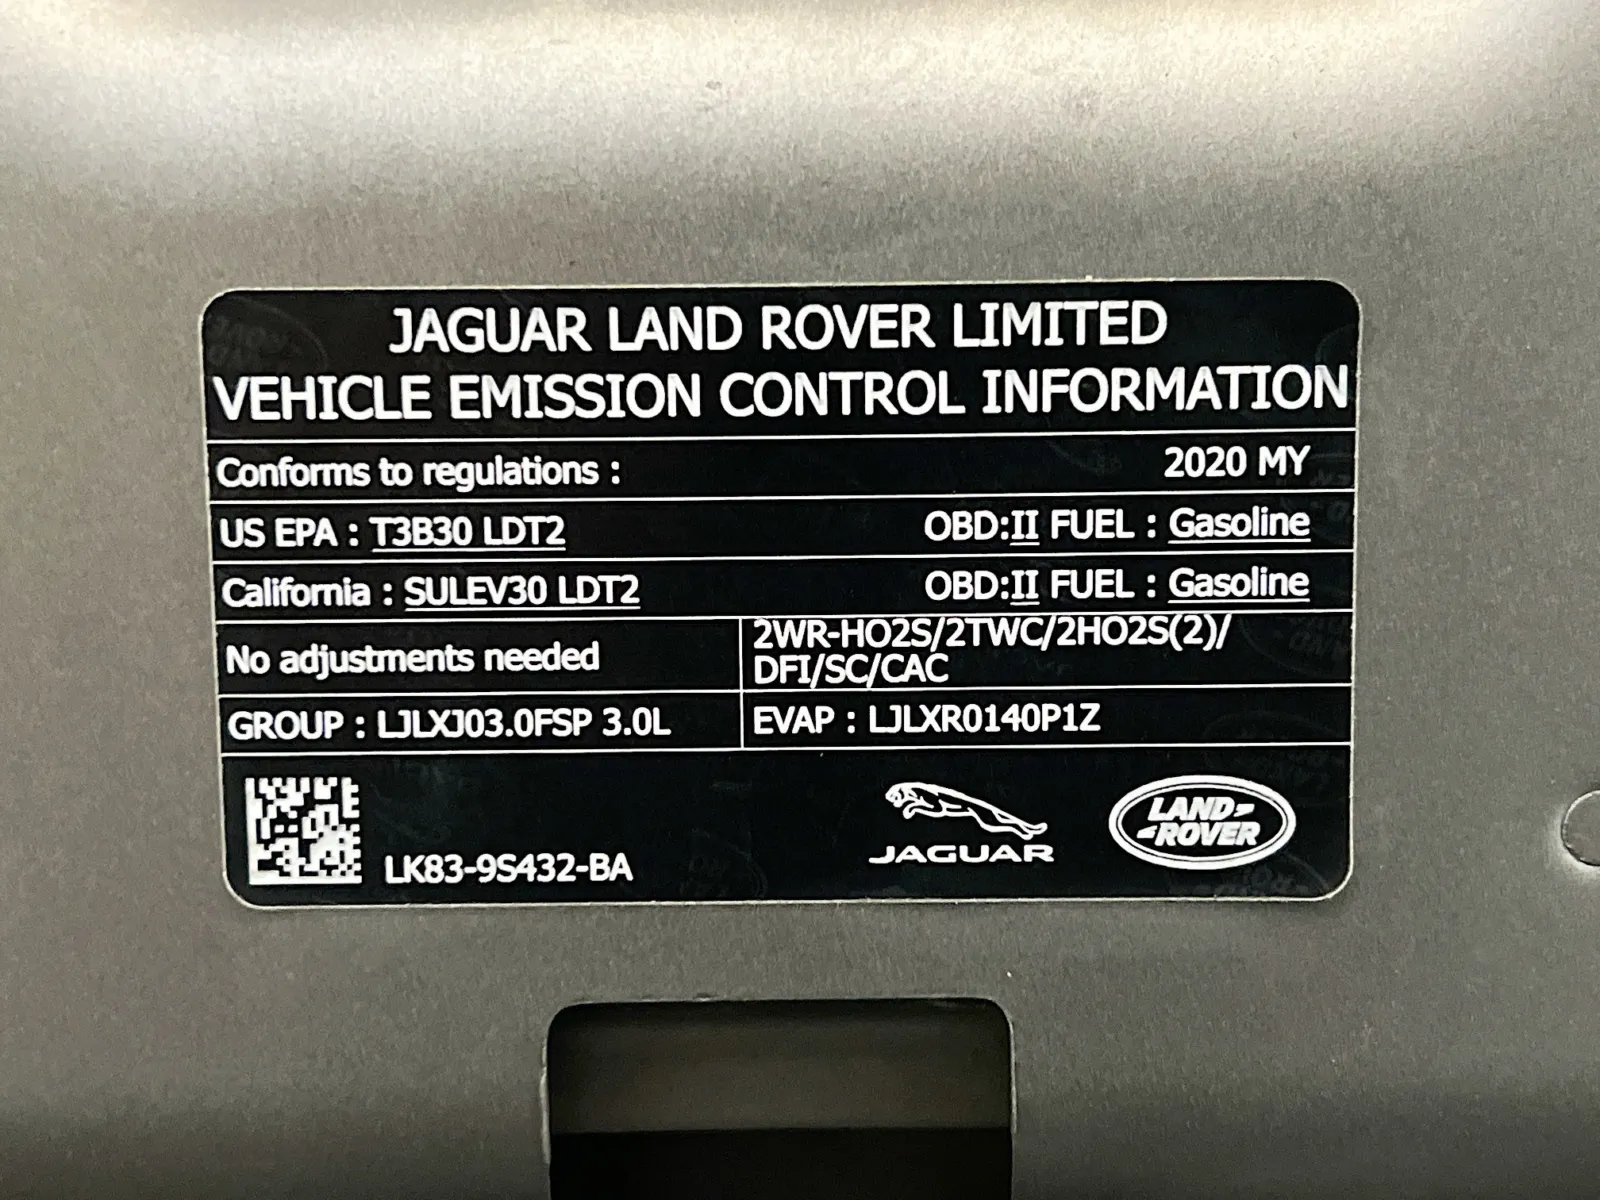 JAGUAR LAND ROVER LIMITED
VEHICLE EMISSION CONTROL INFORMATION
Conforms to regulations : 2020 MY
US EPA : T3B30 LDT2 OBD:II FUEL : Gasoline
California : SULEV30 LDT2 OBD:II FUEL : Gasoline
No adjustments needed
2WR-HO2S/2TWC/2HO2S(2)/
DFI/SC/CAC
GROUP : LJLXJ03.0FSP 3.0L EVAP : LJLXR0140P1Z
LK83-9S432-BA
JAGUAR
LAND
ROVER